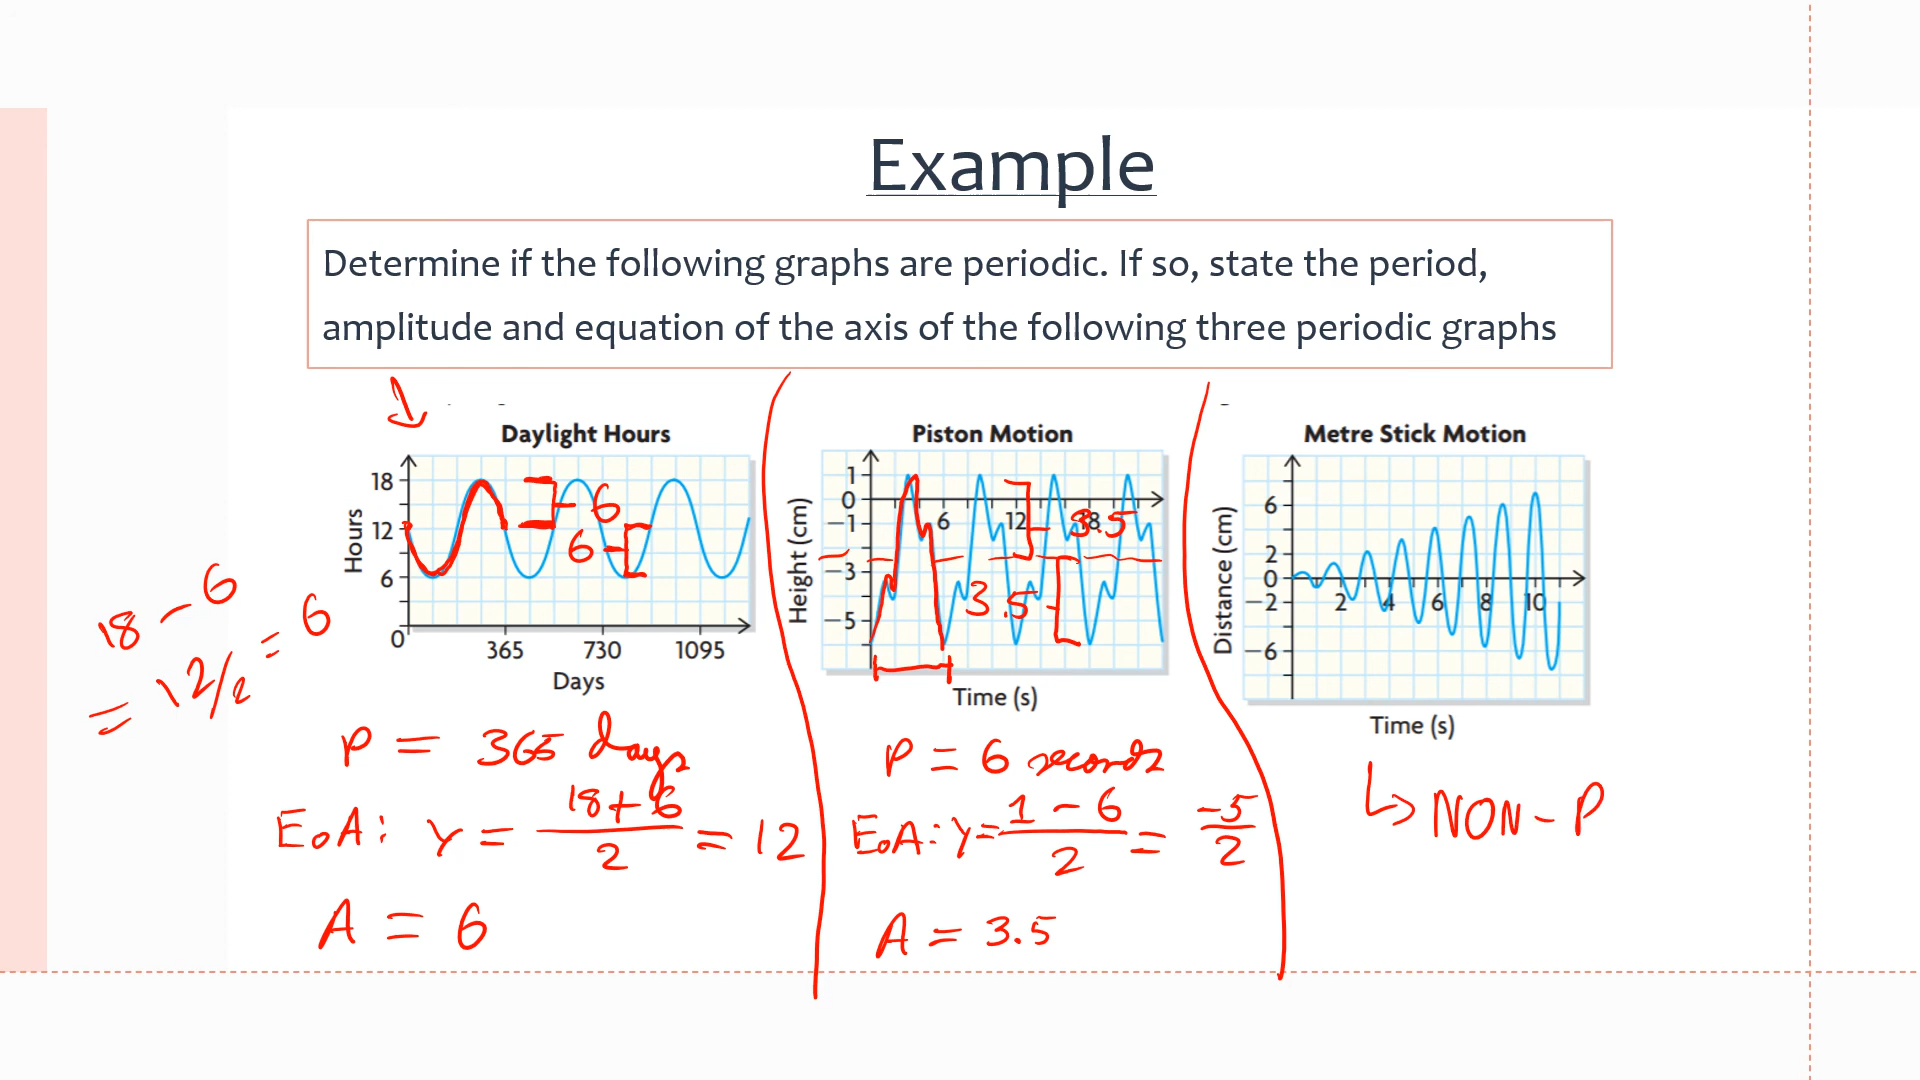 Example
Determine if the following graphs are periodic. If so, state the period,
amplitude and equation of the axis of the following three periodic graphs
Daylight Hours
18
12
6
0
365 730 1095
Hours
Days
6
6
18 - 6
= 12/2 = 6
P = 365 days
EoA: y = 18+6 / 2 = 12
A = 6
Piston Motion
1
0
-1
-3
-5
6 12 18
Height (cm)
Time (s)
3.5
3.5
P = 6 seconds
EoA: y = 1 - 6 / 2 = -5 / 2
A = 3.5
Metre Stick Motion
6
2
0
-2
-6
2 4 6 8 10
Distance (cm)
Time (s)
NON-P